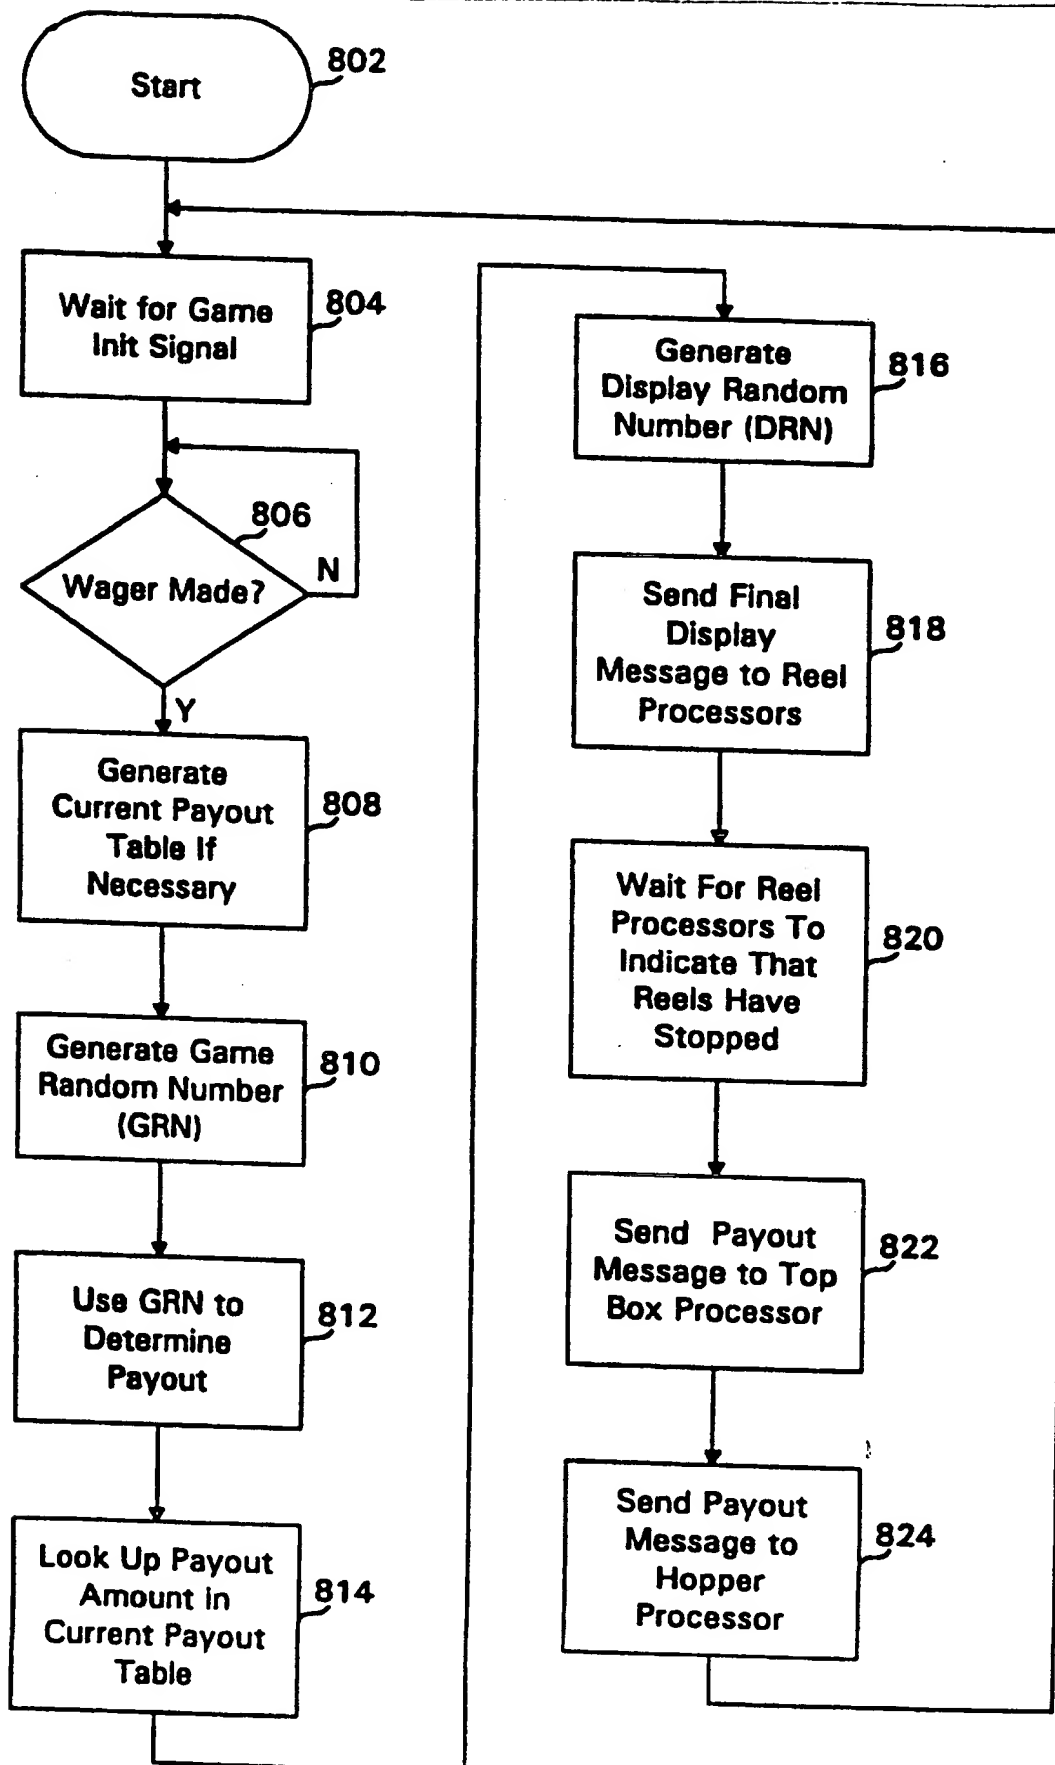 Start
802
Wait for Game
Init Signal
804
806
Wager Made?
N
Y
Generate
Current Payout
Table If
Necessary
808
Generate Game
Random Number
(GRN)
810
Use GRN to
Determine
Payout
812
Look Up Payout
Amount in
Current Payout
Table
814
Generate
Display Random
Number (DRN)
816
Send Final
Display
Message to Reel
Processors
818
Wait For Reel
Processors To
Indicate That
Reels Have
Stopped
820
Send Payout
Message to Top
Box Processor
822
Send Payout
Message to
Hopper
Processor
824